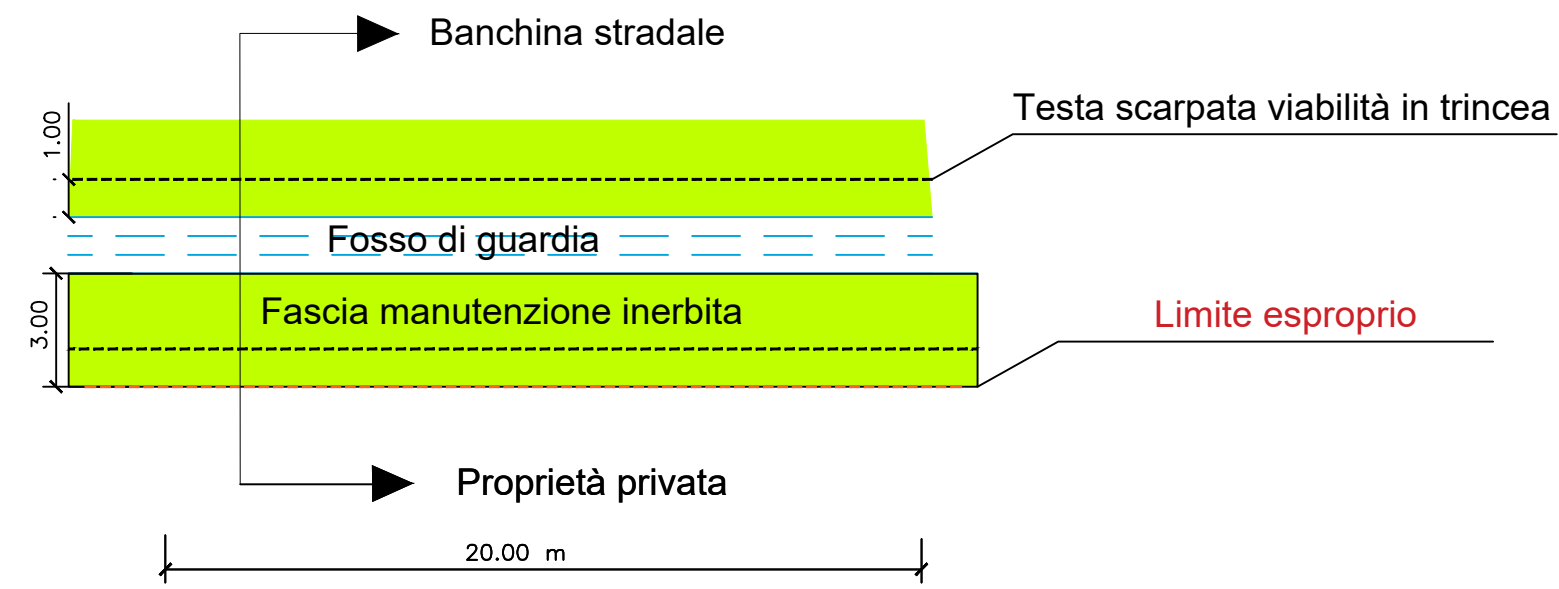 Banchina stradale
Testa scarpata viabilità in trincea
1.00
Fosso di guardia
Fascia manutenzione inerbita
3.00
Limite esproprio
Proprietà privata
20.00 m